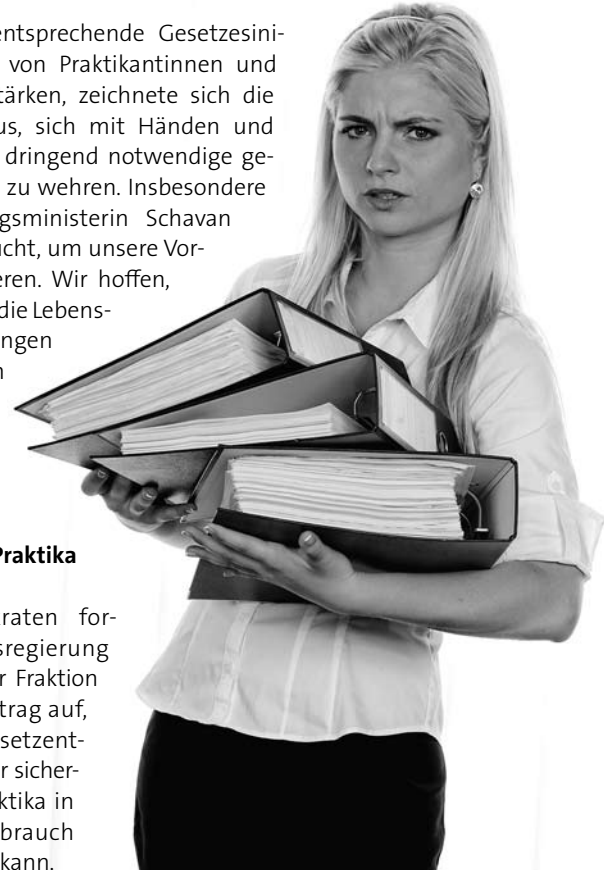 entsprechende Gesetzesini-
von Praktikantinnen und
tärken, zeichnete sich die
us, sich mit Händen und
dringend notwendige ge-
zu wehren. Insbesondere
gsministerin Schavan
ucht, um unsere Vor-
eren. Wir hoffen,
die Lebens-
ngen
n
Praktika
raten for-
sregierung
r Fraktion
trag auf,
setzent-
r sicher-
ktika in
brauch
kann.